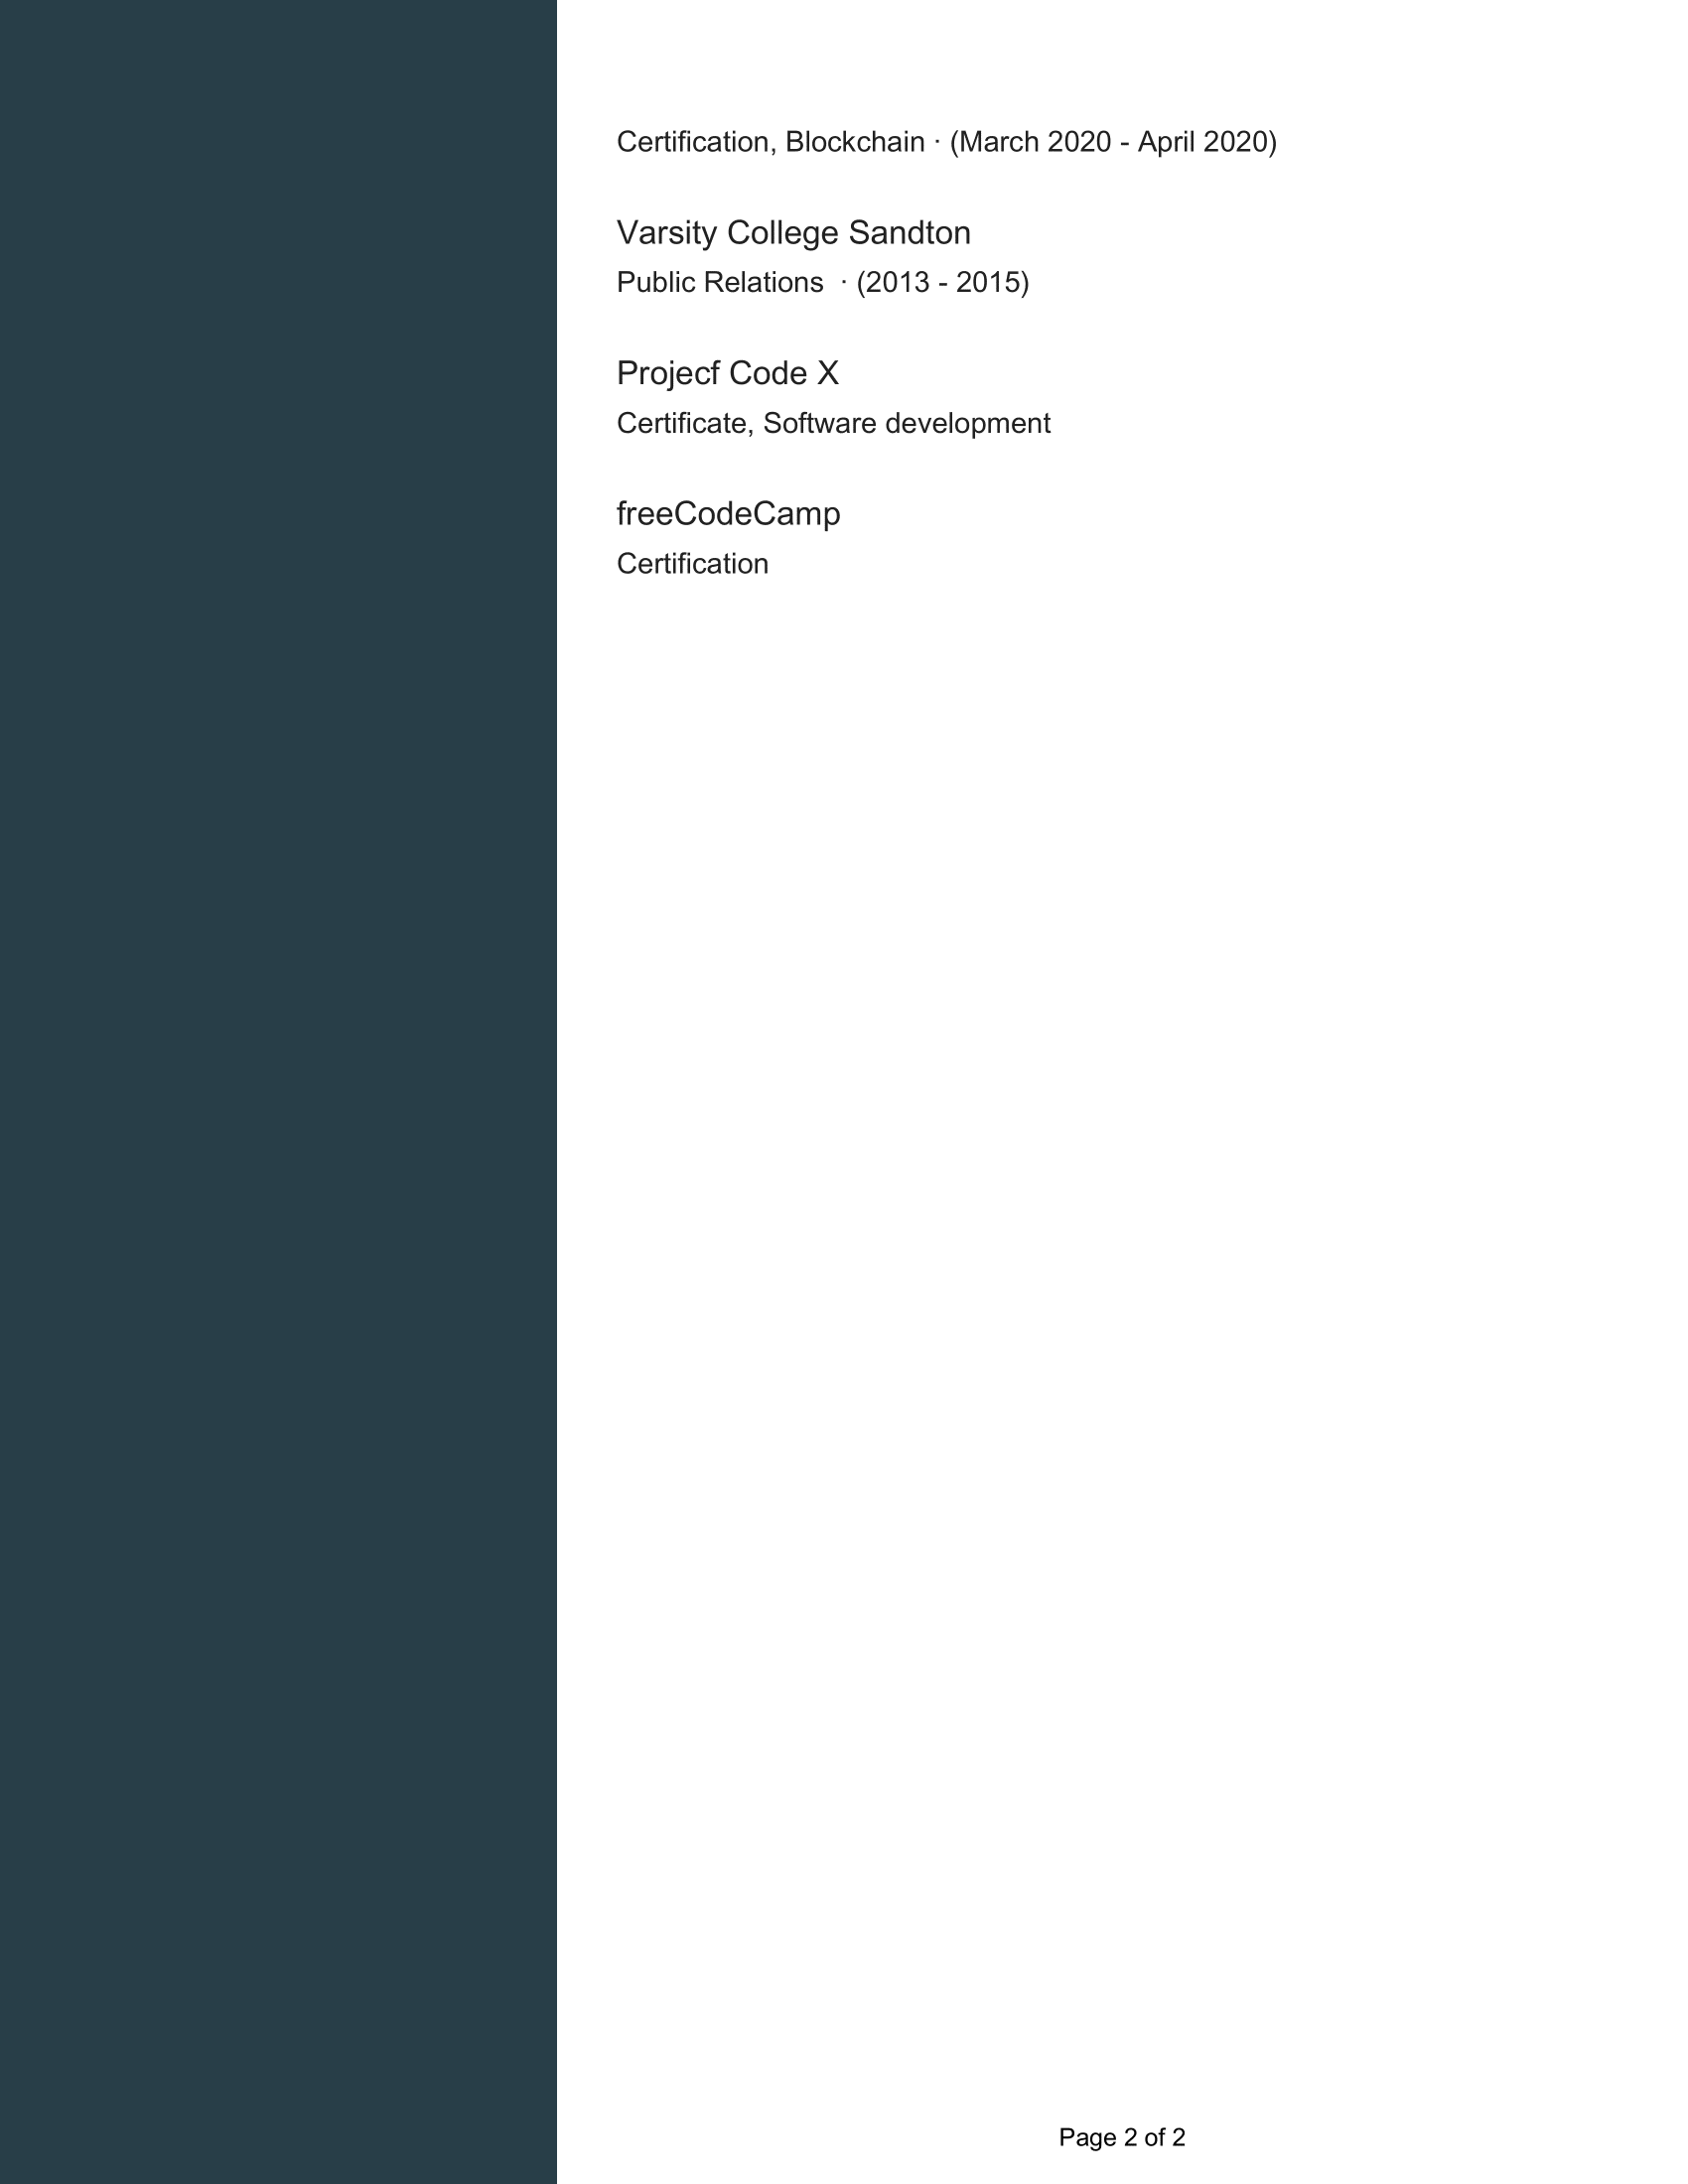 Certification, Blockchain · (March 2020 - April 2020)
Varsity College Sandton
Public Relations  · (2013 - 2015)
Projecf Code X
Certificate, Software development
freeCodeCamp
Certification
Page 2 of 2